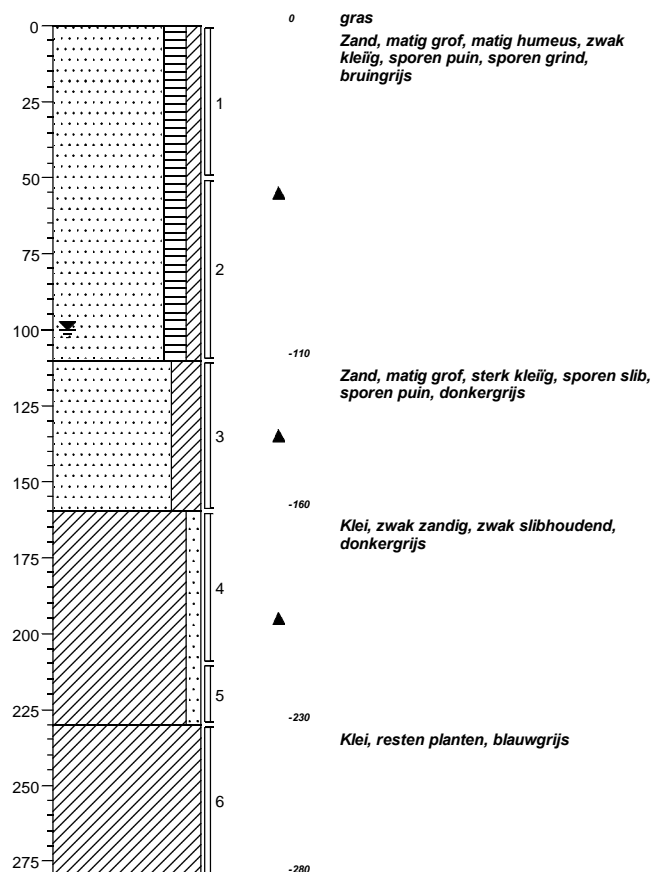 0
gras
0
Zand, matig grof, matig humeus, zwak
kleiïg, sporen puin, sporen grind,
bruingrijs
25
1
50
75
2
100
-110
Zand, matig grof, sterk kleiïg, sporen slib,
sporen puin, donkergrijs
125
3
150
-160
Klei, zwak zandig, zwak slibhoudend,
donkergrijs
175
4
200
5
225
-230
Klei, resten planten, blauwgrijs
250
6
275
-280